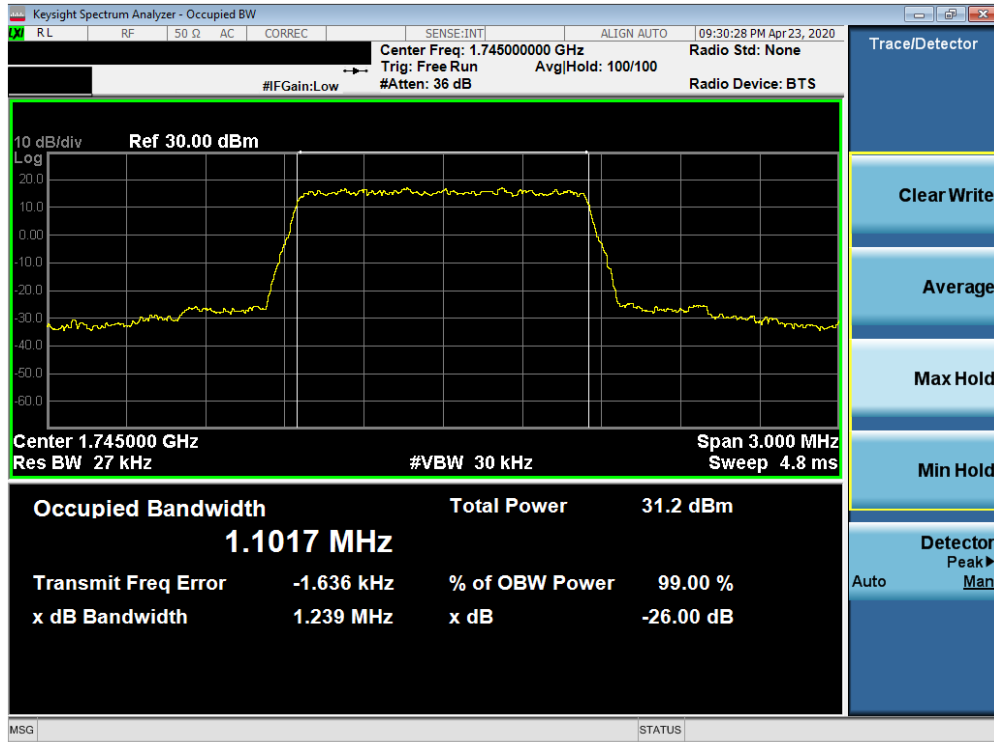 Keysight Spectrum Analyzer - Occupied BW
LXI RL RF 50 Ω AC CORREC SENSE:INT ALIGN AUTO 09:30:28 PM Apr 23, 2020
Center Freq: 1.745000000 GHz Radio Std: None
Trig: Free Run Avg|Hold: 100/100
#IFGain:Low #Atten: 36 dB Radio Device: BTS
Trace/Detector
10 dB/div Ref 30.00 dBm
Log
20.0
10.0
0.00
-10.0
-20.0
-30.0
-40.0
-50.0
-60.0
Center 1.745000 GHz Span 3.000 MHz
Res BW 27 kHz #VBW 30 kHz Sweep 4.8 ms
Occupied Bandwidth Total Power 31.2 dBm
1.1017 MHz
Transmit Freq Error -1.636 kHz % of OBW Power 99.00 %
x dB Bandwidth 1.239 MHz x dB -26.00 dB
Clear Write
Average
Max Hold
Min Hold
Detector
Peak▶
Auto Man
MSG STATUS